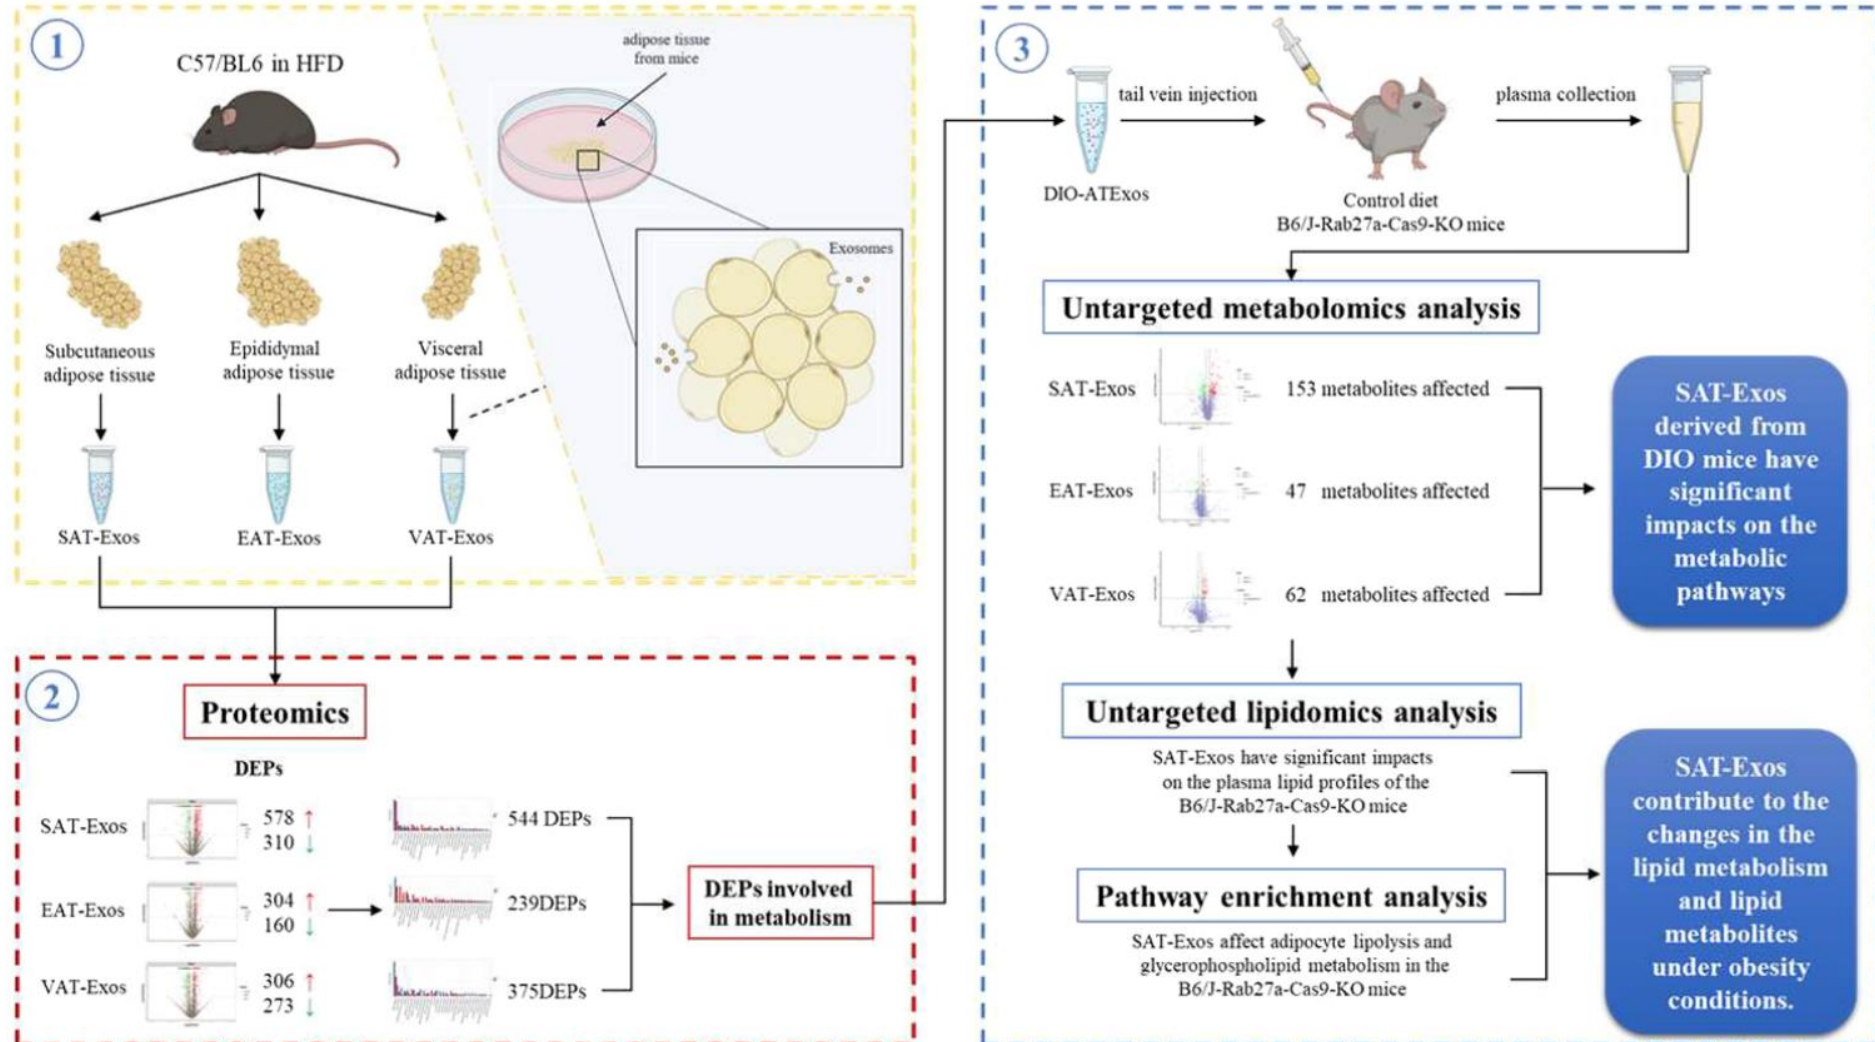 1
C57/BL6 in HFD
adipose tissue
from mice
Exosomes
Subcutaneous
adipose tissue
Epididymal
adipose tissue
Visceral
adipose tissue
SAT-Exos
EAT-Exos
VAT-Exos
2
Proteomics
DEPs
SAT-Exos
578 ↑
310 ↓
544 DEPs
EAT-Exos
304 ↑
160 ↓
239DEPs
VAT-Exos
306 ↑
273 ↓
375DEPs
DEPs involved
in metabolism
3
DIO-ATExos
tail vein injection
Control diet
B6/J-Rab27a-Cas9-KO mice
plasma collection
Untargeted metabolomics analysis
SAT-Exos
153 metabolites affected
EAT-Exos
47 metabolites affected
VAT-Exos
62 metabolites affected
SAT-Exos
derived from
DIO mice have
significant
impacts on the
metabolic
pathways
Untargeted lipidomics analysis
SAT-Exos have significant impacts
on the plasma lipid profiles of the
B6/J-Rab27a-Cas9-KO mice
Pathway enrichment analysis
SAT-Exos affect adipocyte lipolysis and
glycerophospholipid metabolism in the
B6/J-Rab27a-Cas9-KO mice
SAT-Exos
contribute to the
changes in the
lipid metabolism
and lipid
metabolites
under obesity
conditions.